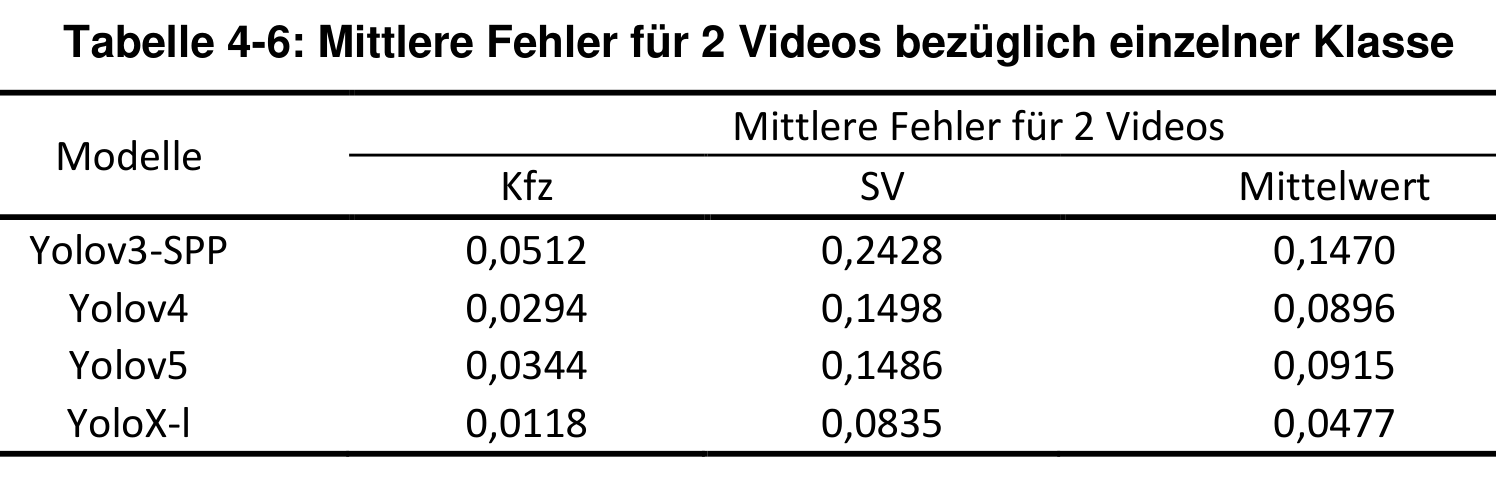 Tabelle 4-6: Mittlere Fehler für 2 Videos bezüglich einzelner Klasse
Modelle
Mittlere Fehler für 2 Videos
Kfz SV Mittelwert
Yolov3-SPP 0,0512 0,2428 0,1470
Yolov4 0,0294 0,1498 0,0896
Yolov5 0,0344 0,1486 0,0915
YoloX-l 0,0118 0,0835 0,0477